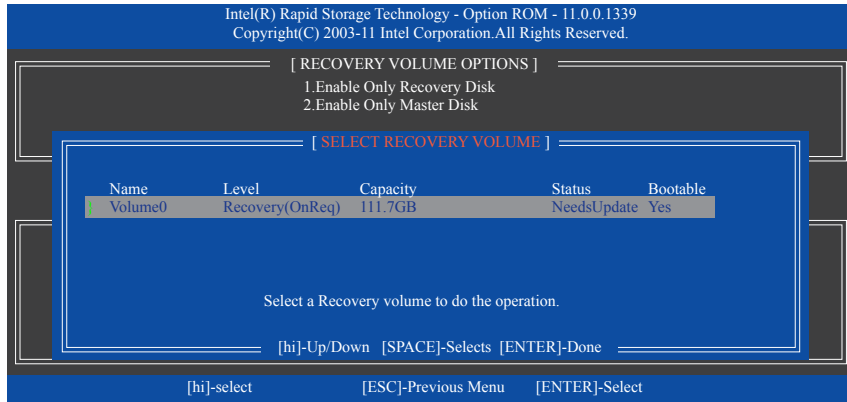 Intel(R) Rapid Storage Technology - Option ROM - 11.0.0.1339
Copyright(C) 2003-11 Intel Corporation.All Rights Reserved.
[ RECOVERY VOLUME OPTIONS ]
1.Enable Only Recovery Disk
2.Enable Only Master Disk
[ SELECT RECOVERY VOLUME ]
Name Level Capacity Status Bootable
Volume0 Recovery(OnReq) 111.7GB NeedsUpdate Yes
Select a Recovery volume to do the operation.
[hi]-Up/Down [SPACE]-Selects [ENTER]-Done
[hi]-select [ESC]-Previous Menu [ENTER]-Select